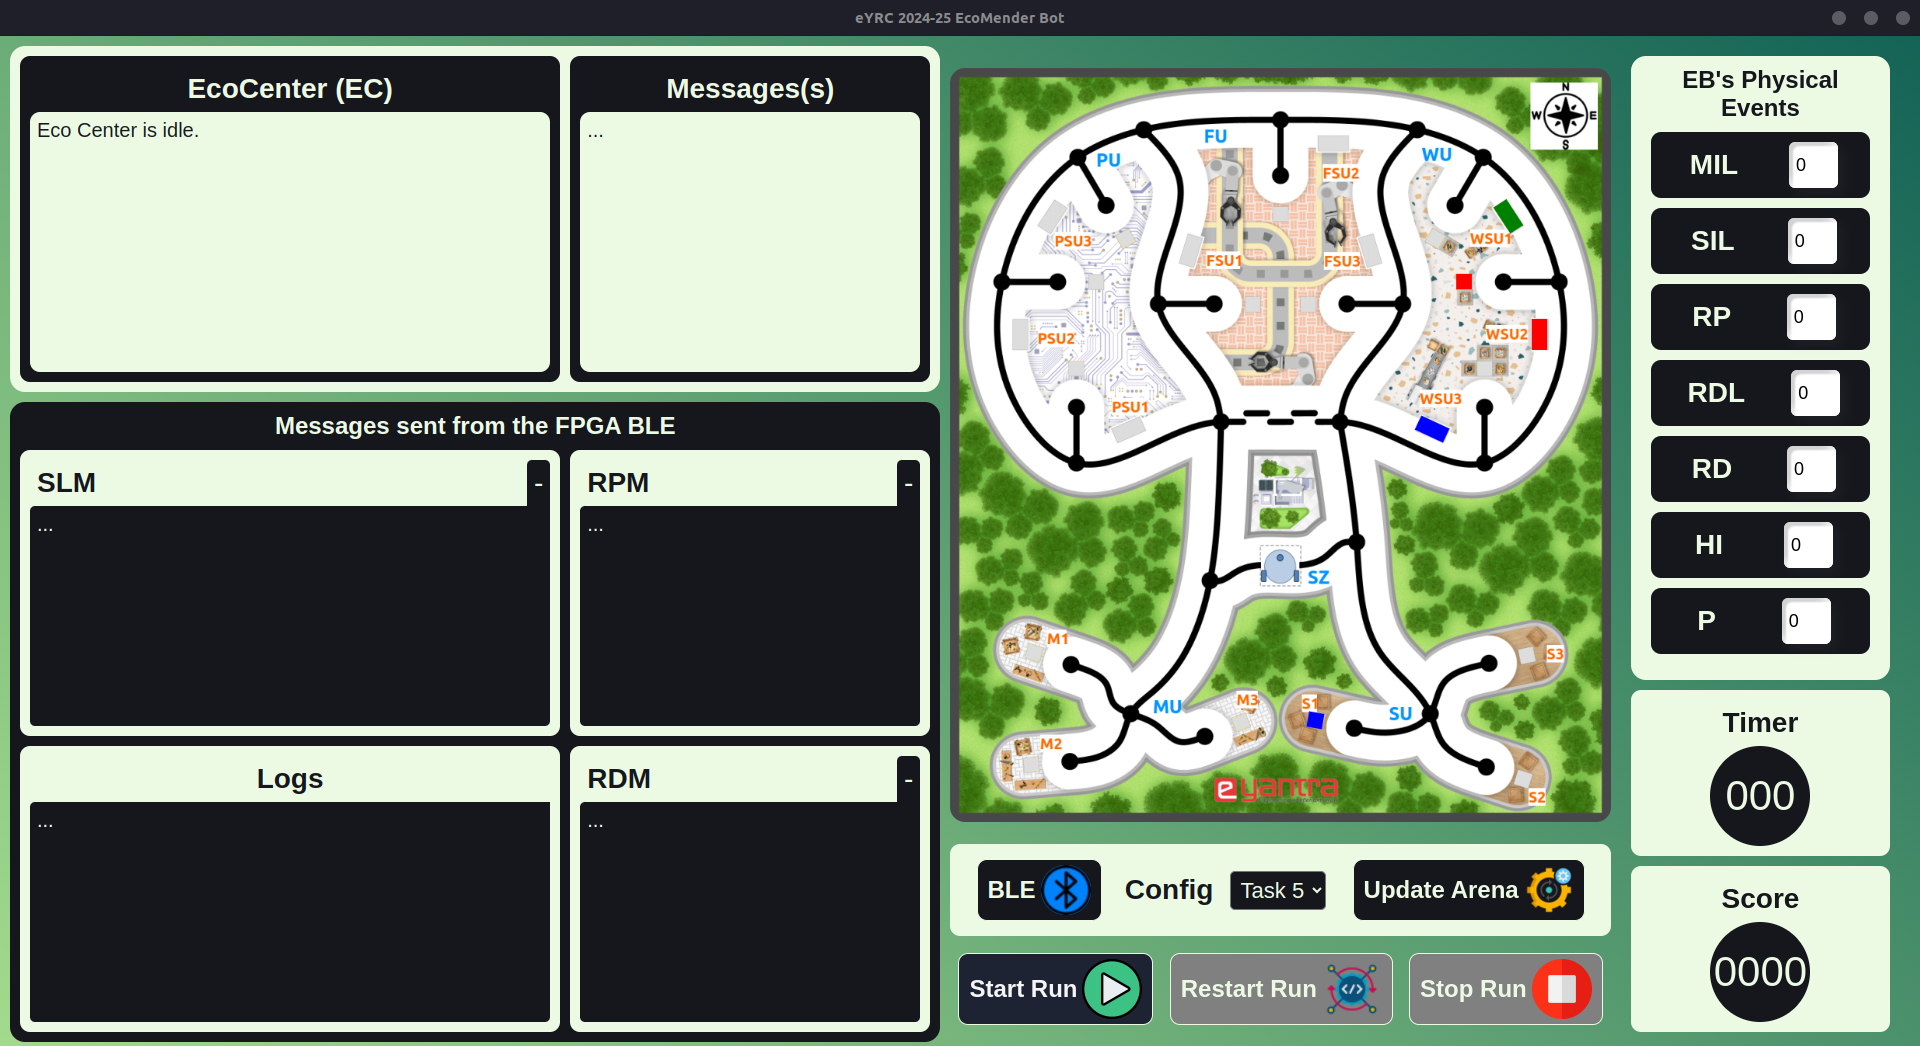 eYRC 2024-25 EcoMender Bot
EcoCenter (EC)
Eco Center is idle.
Messages(s)
...
Messages sent from the FPGA BLE
SLM
-
...
RPM
-
...
Logs
...
RDM
-
...
N
W
E
S
PU
FU
WU
FSU2
PSU3
FSU1
FSU3
WSU1
PSU2
WSU2
PSU1
WSU3
SZ
M1
S3
MU
M3
S1
SU
M2
S2
e yantra
BLE
Config
Task 5
Update Arena
Start Run
Restart Run
</>
Stop Run
EB's Physical
Events
MIL 0
SIL 0
RP 0
RDL 0
RD 0
HI 0
P 0
Timer
000
Score
0000